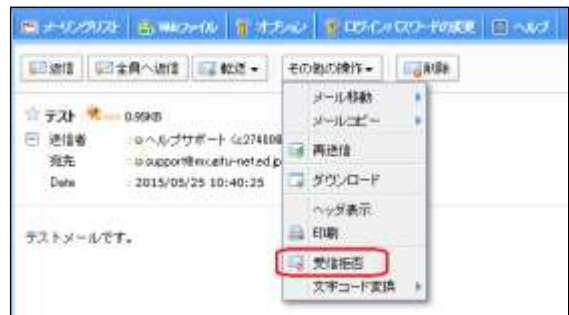 メーリングリスト Webファイル オプション ログインパスワードの変更 ヘルプ
返信 全員へ返信 転送 その他の操作 削除
テスト 0.99KB
送信者 : ヘルプサポート
宛先 :
Date : 2015/05/25 10:40:25
テストメールです。
メール移動
メールコピー
再送信
ダウンロード
ヘッダ表示
印刷
受信拒否
文字コード変換